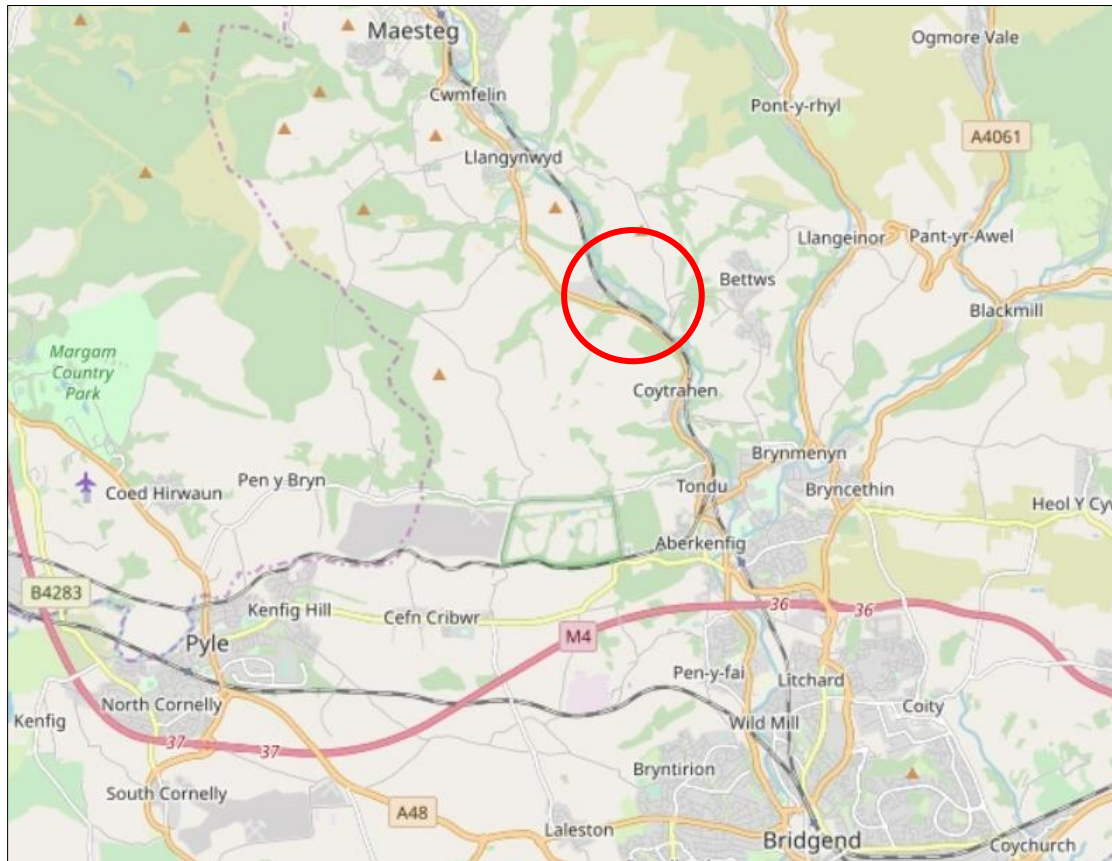 Maesteg
Ogmore Vale
Cwmfelin
Pont-y-rhyl
A4061
Llangynwyd
Llangeinor
Pant-yr-Awel
Bettws
Blackmill
Margam
Country
Park
Coytrahen
Brynmenyn
Pen y Bryn
Coed Hirwaun
Tondu
Bryncethin
Heol Y Cyw
Aberkenfig
B4283
Kenfig Hill
Cefn Cribwr
36
36
M4
Pyle
Pen-y-fai
Litchard
North Cornelly
Coity
Kenfig
Wild Mill
37
37
Bryntirion
South Cornelly
A48
Laleston
Bridgend
Coychurch